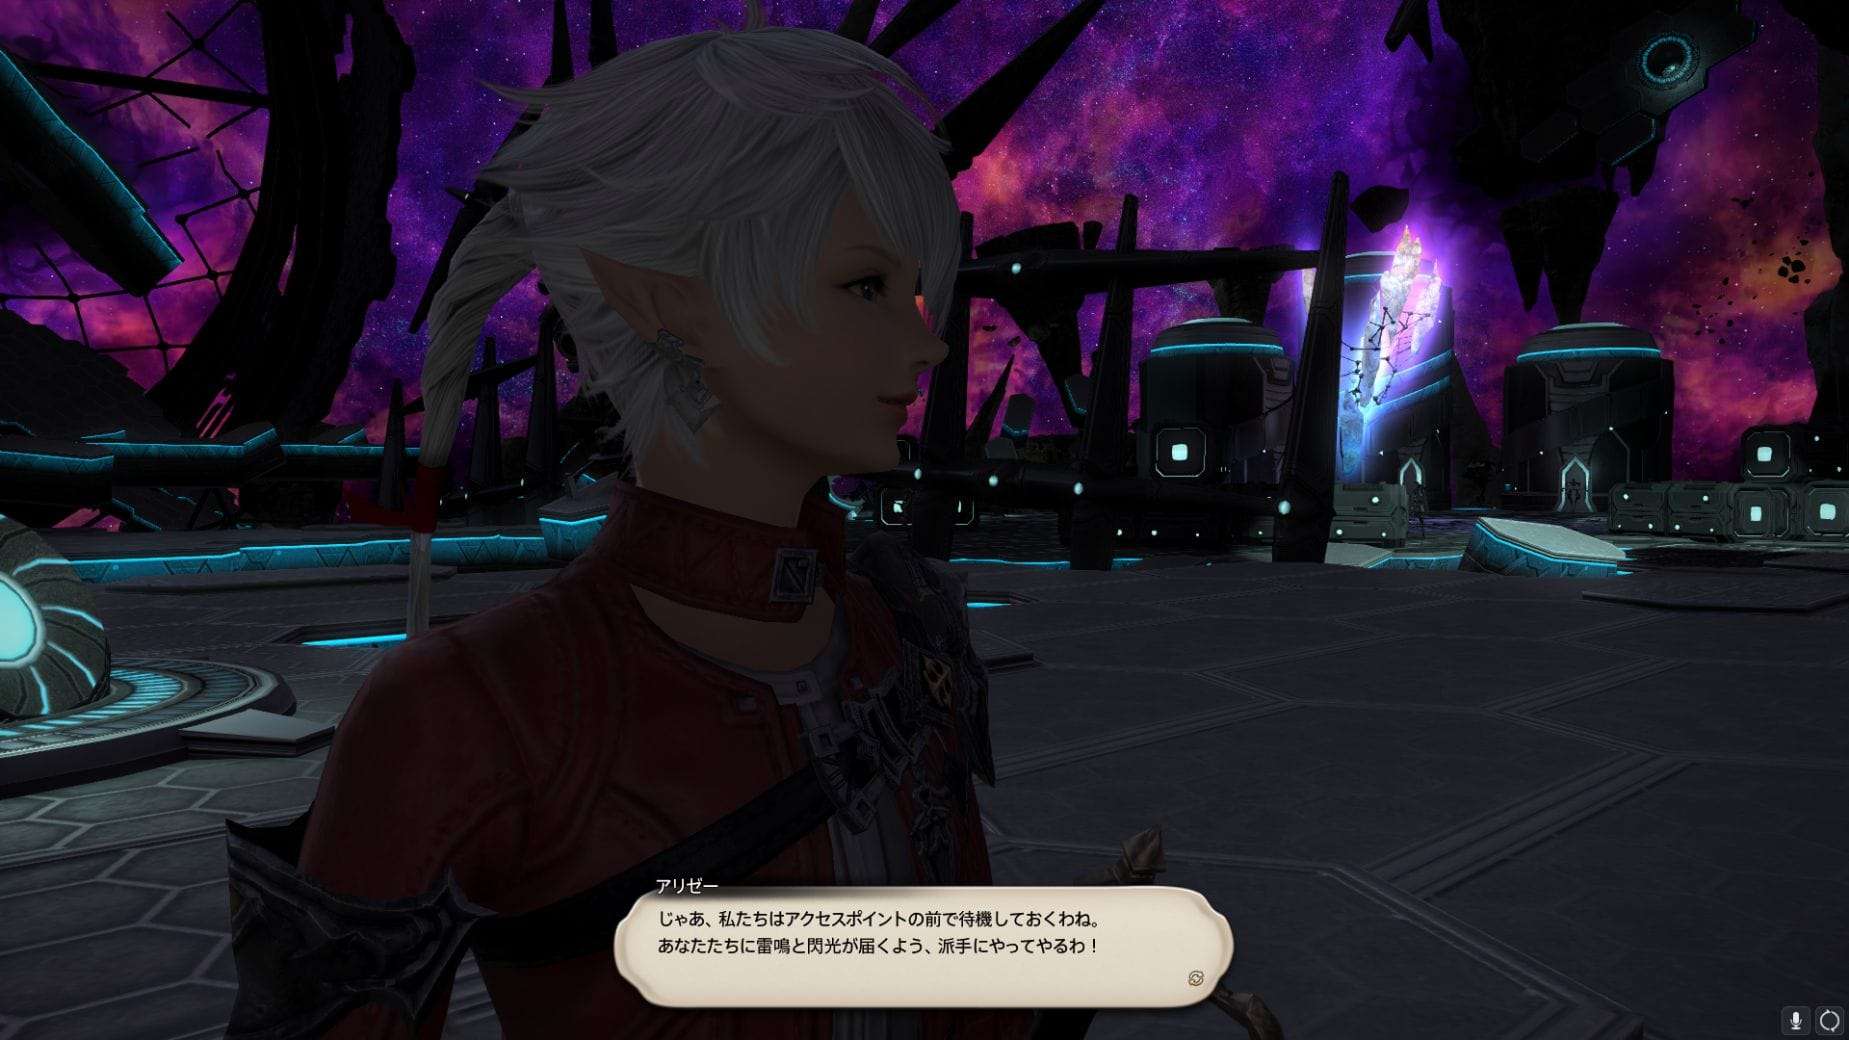 アリゼー
じゃあ、私たちはアクセスポイントの前で待機しておくわね。
あなたたちに雷鳴と閃光が届くよう、派手にやってやるわ！